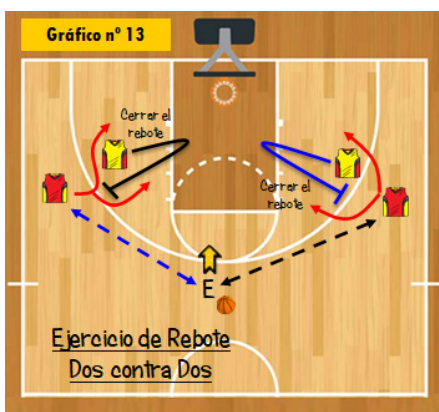 Gráfico nº 13
Cerrar el
rebote
Cerrar el
rebote
E
Ejercicio de Rebote
Dos contra Dos